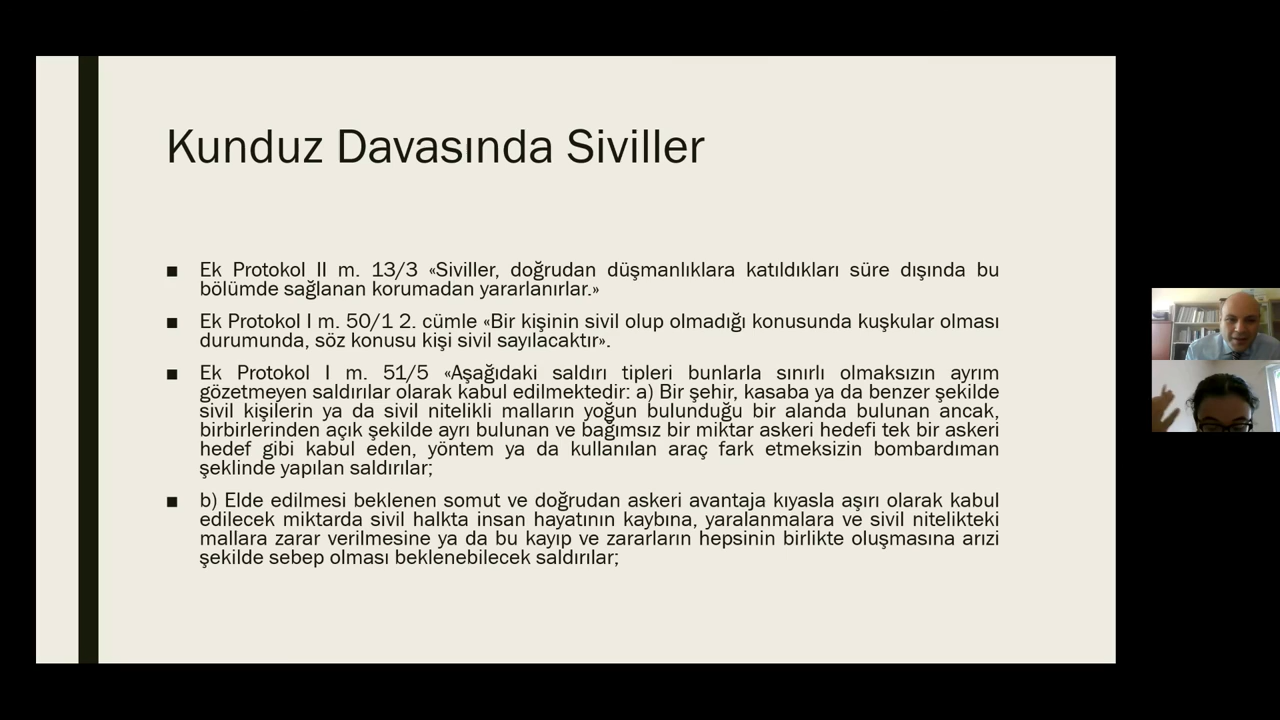 Kunduz Davasında Siviller
■ Ek Protokol II m. 13/3 «Siviller, doğrudan düşmanlıklara katıldıkları süre dışında bu
bölümde sağlanan korumadan yararlanırlar.»
■ Ek Protokol I m. 50/1 2. cümle «Bir kişinin sivil olup olmadığı konusunda kuşkular olması
durumunda, söz konusu kişi sivil sayılacaktır».
■ Ek Protokol I m. 51/5 «Aşağıdaki saldırı tipleri bunlarla sınırlı olmaksızın ayrım
gözetmeyen saldırılar olarak kabul edilmektedir: a) Bir şehir, kasaba ya da benzer şekilde
sivil kişilerin ya da sivil nitelikli malların yoğun bulunduğu bir alanda bulunan ancak,
birbirlerinden açık şekilde ayrı bulunan ve bağımsız bir miktar askeri hedefi tek bir askeri
hedef gibi kabul eden, yöntem ya da kullanılan araç fark etmeksizin bombardıman
şeklinde yapılan saldırılar;
■ b) Elde edilmesi beklenen somut ve doğrudan askeri avantaja kıyasla aşırı olarak kabul
edilecek miktarda sivil halkta insan hayatının kaybına, yaralanmalara ve sivil nitelikteki
mallara zarar verilmesine ya da bu kayıp ve zararların hepsinin birlikte oluşmasına arızi
şekilde sebep olması beklenebilecek saldırılar;